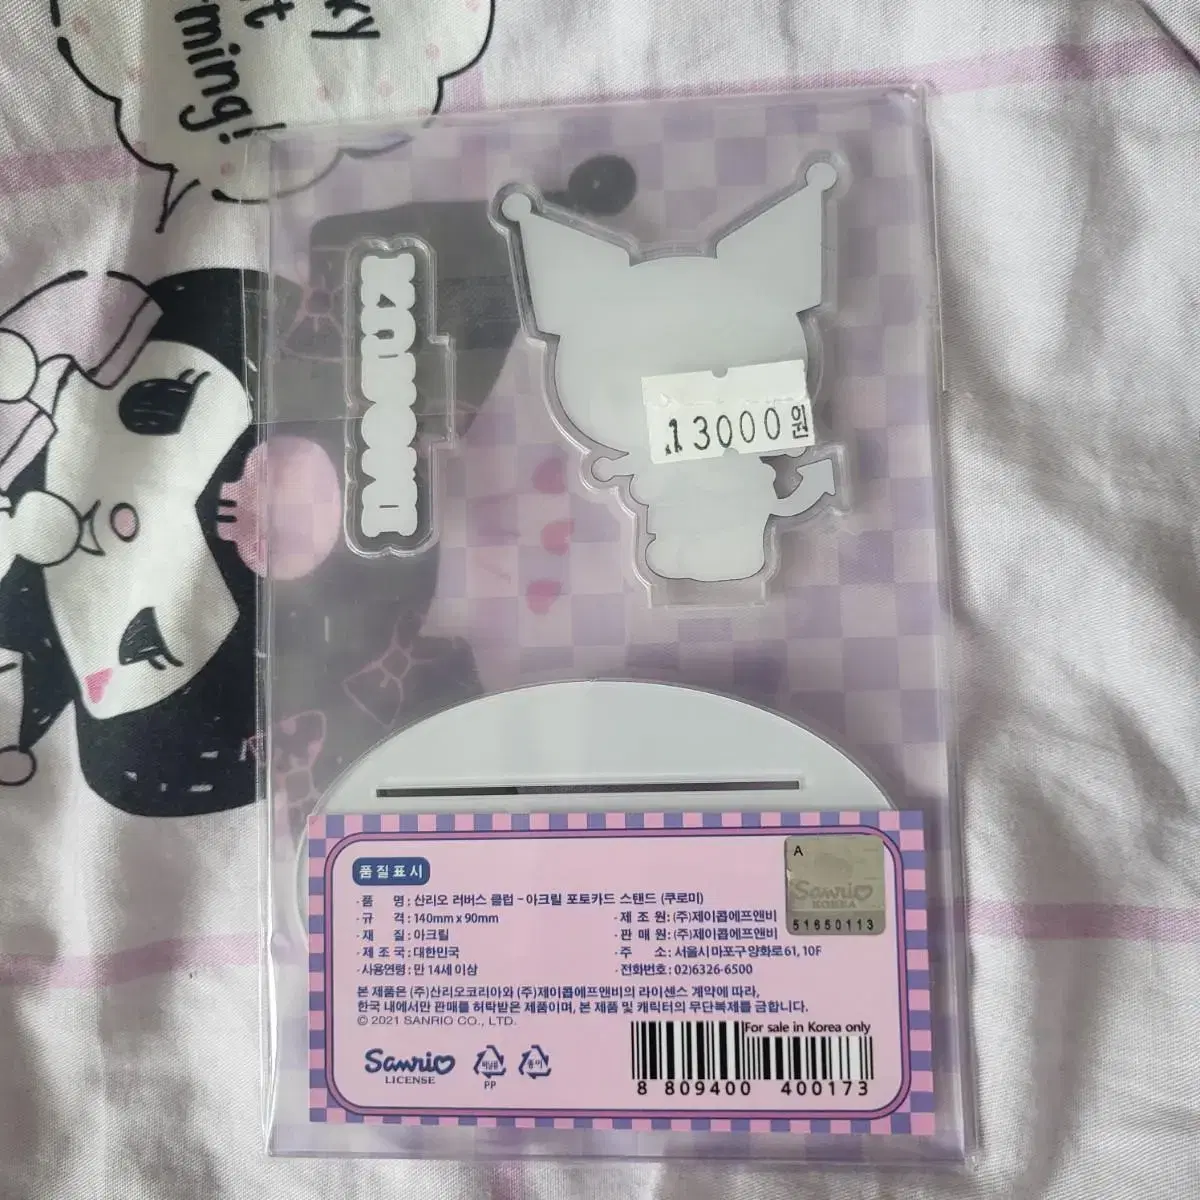 ky
t
rming!
KUROMI
13000원
품질표시
A
Sanrio
KOREA
51650113
· 품 명 : 산리오 러버스 클럽 - 아크릴 포토카드 스탠드 (쿠로미)
· 규 격 : 140mm x 90mm
· 제 조 원 : (주)제이콥에프앤비
· 재 질 : 아크릴
· 판 매 원 : (주)제이콥에프앤비
· 제 조 국 : 대한민국
· 주 소 : 서울시 마포구 양화로 61, 10F
· 사용연령 : 만 14세 이상
· 전화번호 : 02)6326-6500
본 제품은 (주)산리오코리아와 (주)제이콥에프앤비의 라이센스 계약에 따라,
한국 내에서만 판매를 허락받은 제품이며, 본 제품 및 캐릭터의 무단복제를 금합니다.
© 2021 SANRIO CO., LTD.
For sale in Korea only
Sanrio
LICENSE
비닐류
PP
종이
8 809400 400173